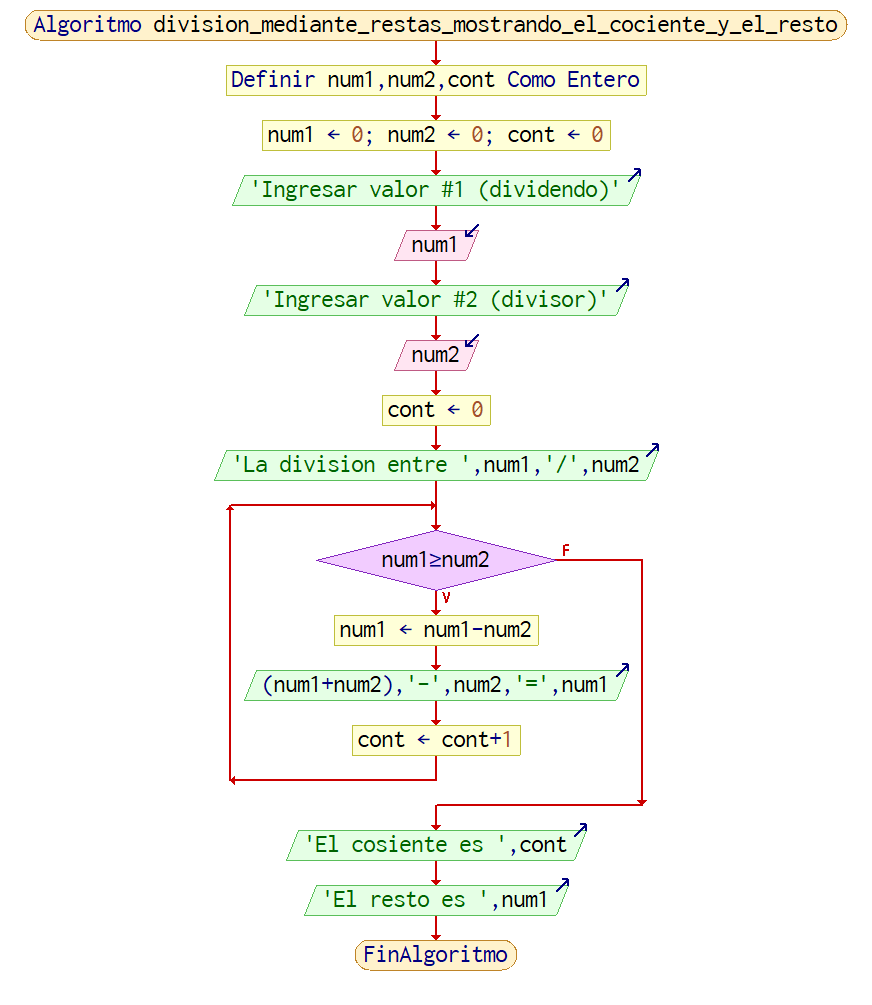 Algoritmo division_mediante_restas_mostrando_el_cociente_y_el_resto
Definir num1,num2,cont Como Entero
num1 ← 0; num2 ← 0; cont ← 0
'Ingresar valor #1 (dividendo)'
num1
'Ingresar valor #2 (divisor)'
num2
cont ← 0
'La division entre ',num1,'/',num2
num1≥num2
F
V
num1 ← num1-num2
(num1+num2),'-',num2,'=',num1
cont ← cont+1
'El cosiente es ',cont
'El resto es ',num1
FinAlgoritmo